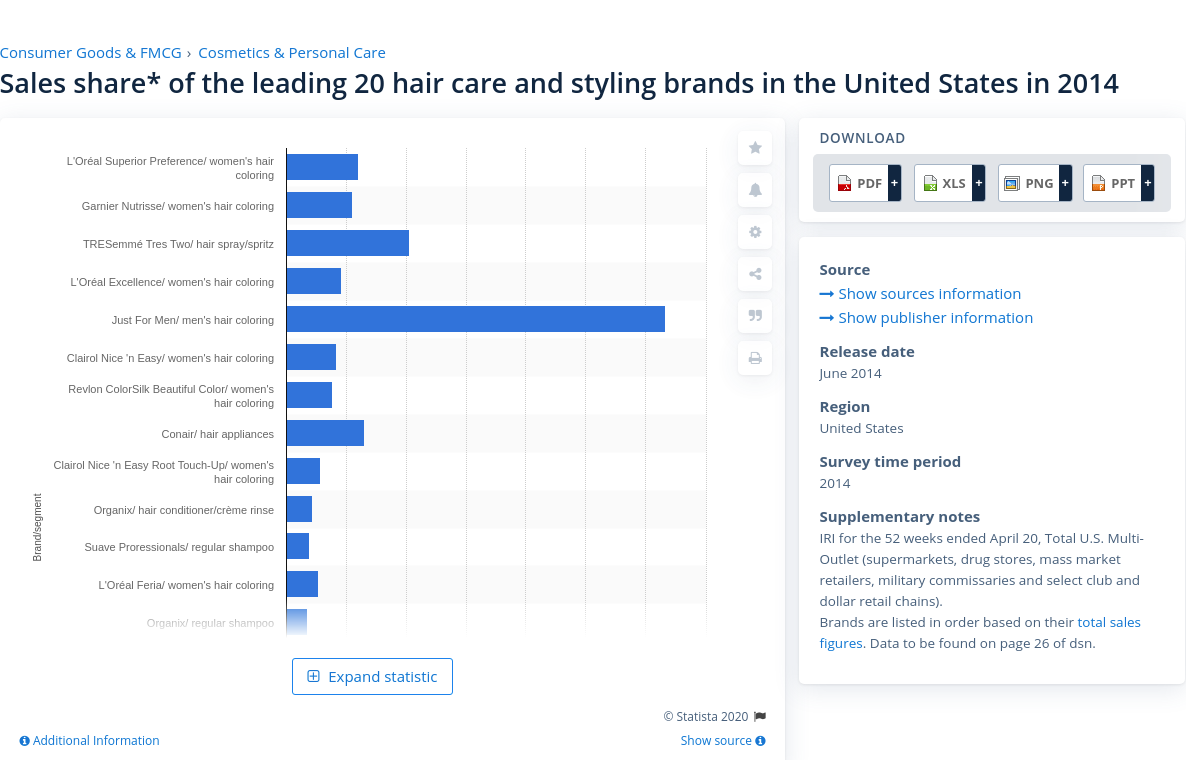 Consumer Goods & FMCG › Cosmetics & Personal Care
Sales share* of the leading 20 hair care and styling brands in the United States in 2014
L'Oréal Superior Preference/ women's hair
coloring
Garnier Nutrisse/ women's hair coloring
TRESemmé Tres Two/ hair spray/spritz
L'Oréal Excellence/ women's hair coloring
Just For Men/ men's hair coloring
Clairol Nice 'n Easy/ women's hair coloring
Revlon ColorSilk Beautiful Color/ women's
hair coloring
Conair/ hair appliances
Clairol Nice 'n Easy Root Touch-Up/ women's
hair coloring
Organix/ hair conditioner/crème rinse
Suave Proressionals/ regular shampoo
L'Oréal Feria/ women's hair coloring
Organix/ regular shampoo
Brand/segment
Expand statistic
© Statista 2020
Additional Information
Show source
DOWNLOAD
PDF +
XLS +
PNG +
PPT +
Source
Show sources information
Show publisher information
Release date
June 2014
Region
United States
Survey time period
2014
Supplementary notes
IRI for the 52 weeks ended April 20, Total U.S. Multi-
Outlet (supermarkets, drug stores, mass market
retailers, military commissaries and select club and
dollar retail chains).
Brands are listed in order based on their total sales
figures. Data to be found on page 26 of dsn.